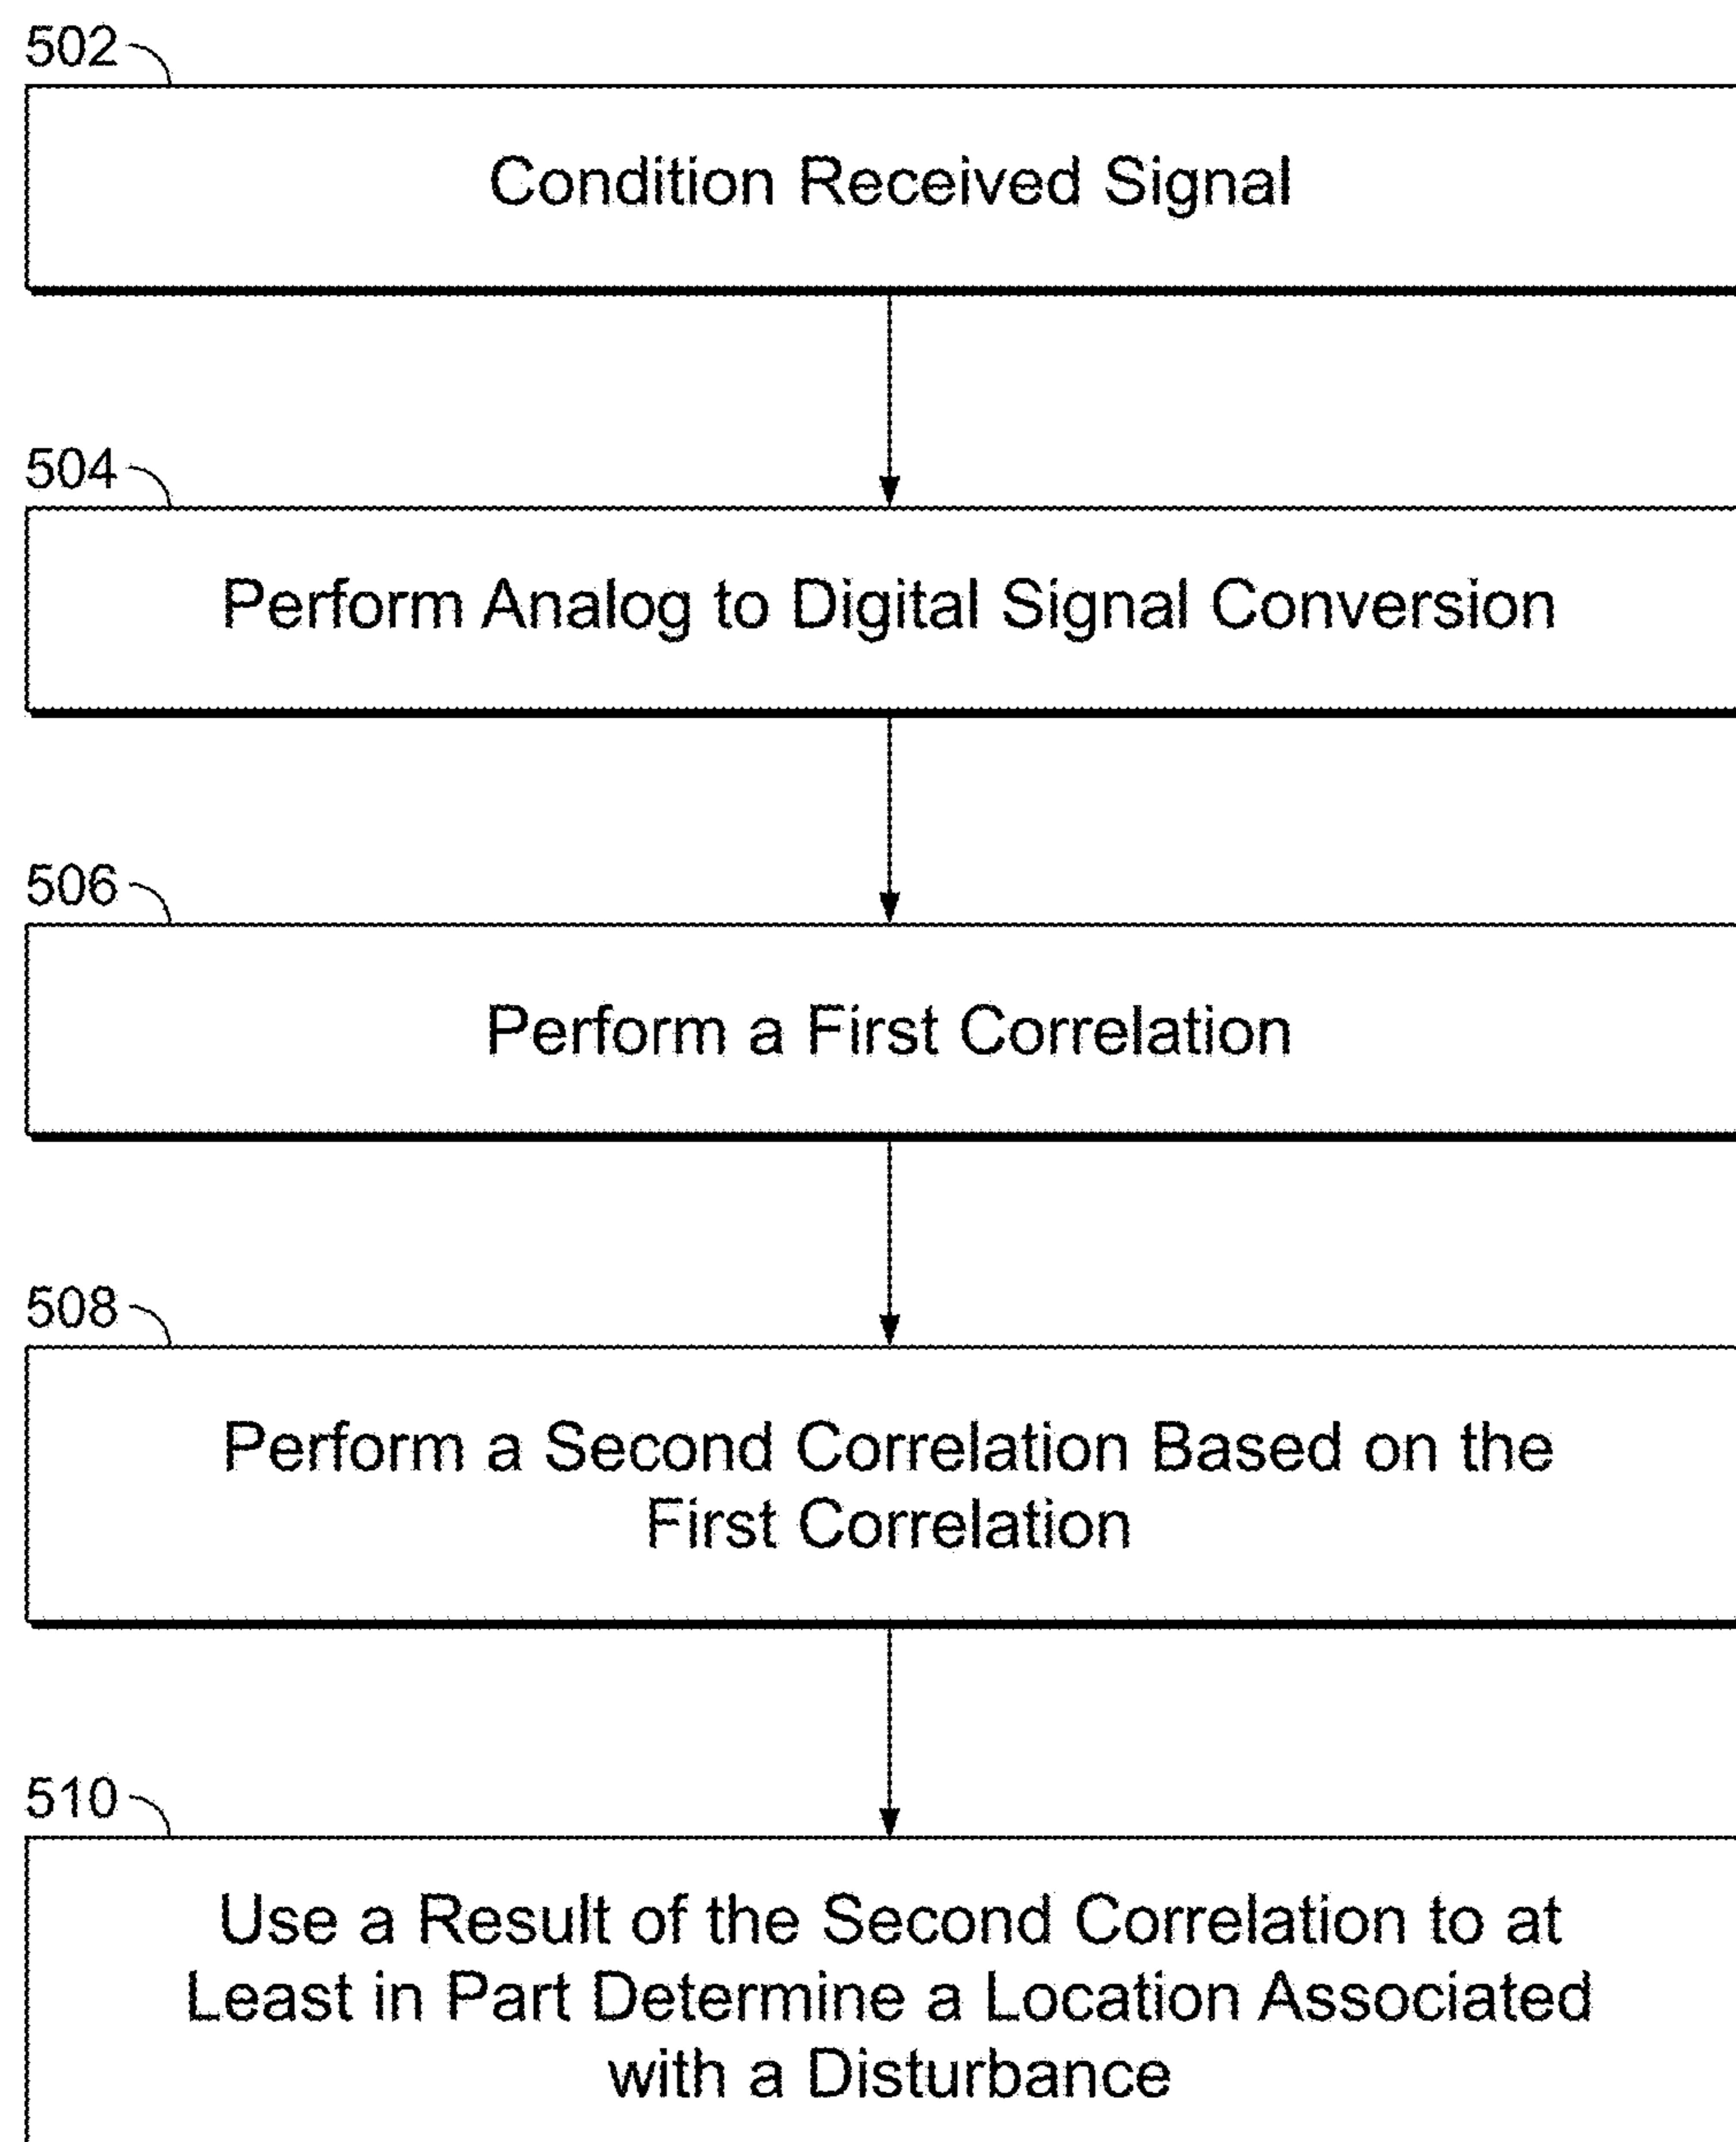 502
Condition Received Signal
504
Perform Analog to Digital Signal Conversion
506
Perform a First Correlation
508
Perform a Second Correlation Based on the
First Correlation
510
Use a Result of the Second Correlation to at
Least in Part Determine a Location Associated
with a Disturbance